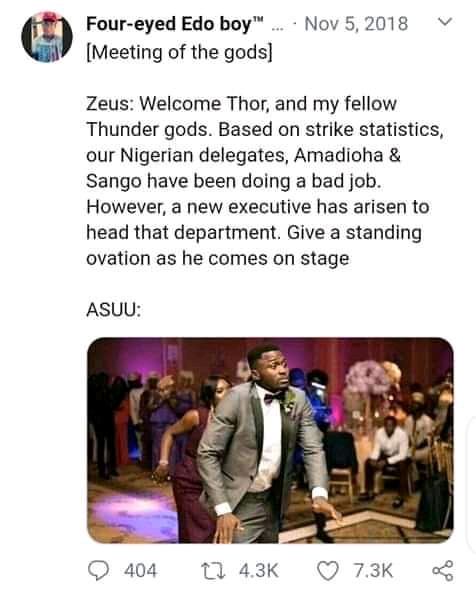 Four-eyed Edo boy™ ... · Nov 5, 2018
[Meeting of the gods]
Zeus: Welcome Thor, and my fellow
Thunder gods. Based on strike statistics,
our Nigerian delegates, Amadioha &
Sango have been doing a bad job.
However, a new executive has arisen to
head that department. Give a standing
ovation as he comes on stage
ASUU:
404 4.3K 7.3K